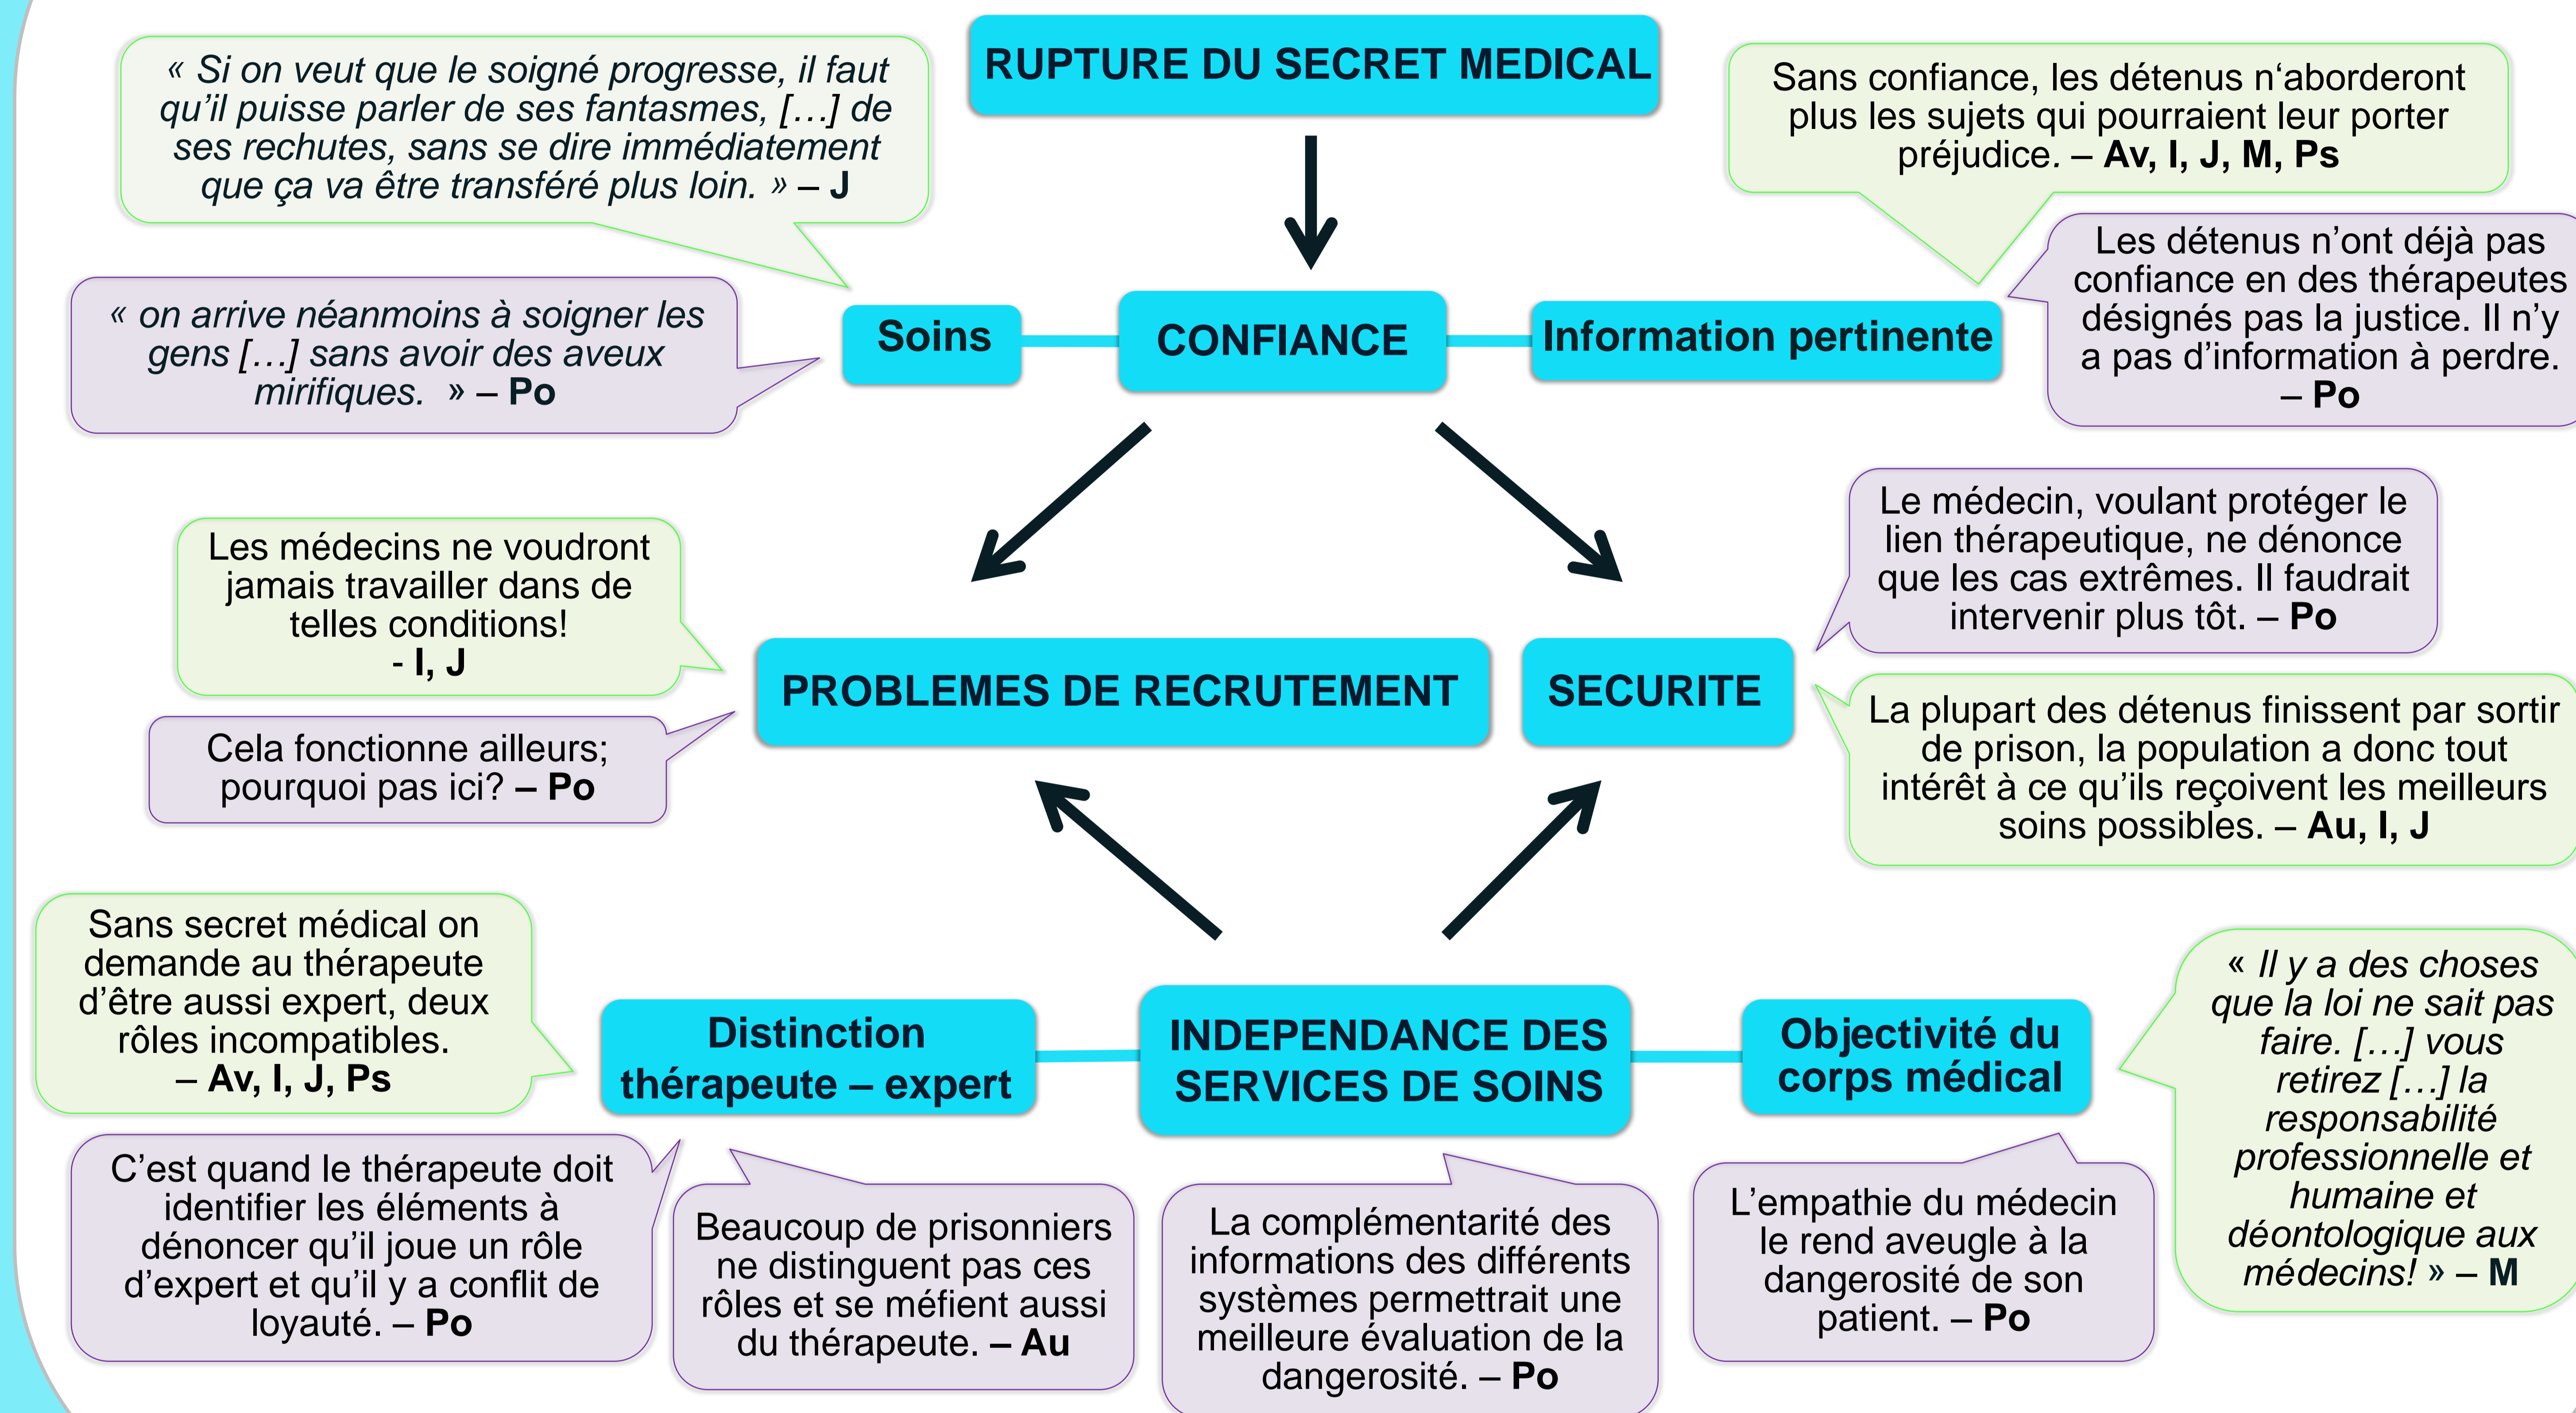 RUPTURE DU SECRET MEDICAL
« Si on veut que le soigné progresse, il faut
qu’il puisse parler de ses fantasmes, […] de
ses rechutes, sans se dire immédiatement
que ça va être transféré plus loin. » – J
Sans confiance, les détenus n‘aborderont
plus les sujets qui pourraient leur porter
préjudice. – Av, I, J, M, Ps
« on arrive néanmoins à soigner les
gens […] sans avoir des aveux
mirifiques.  » – Po
Soins
CONFIANCE
Information pertinente
Les détenus n’ont déjà pas
confiance en des thérapeutes
désignés pas la justice. Il n’y
a pas d’information à perdre.
– Po
Les médecins ne voudront
jamais travailler dans de
telles conditions!
- I, J
Le médecin, voulant protéger le
lien thérapeutique, ne dénonce
que les cas extrêmes. Il faudrait
intervenir plus tôt. – Po
PROBLEMES DE RECRUTEMENT
SECURITE
Cela fonctionne ailleurs;
pourquoi pas ici? – Po
La plupart des détenus finissent par sortir
de prison, la population a donc tout
intérêt à ce qu’ils reçoivent les meilleurs
soins possibles. – Au, I, J
Sans secret médical on
demande au thérapeute
d’être aussi expert, deux
rôles incompatibles.
– Av, I, J, Ps
Distinction
thérapeute – expert
INDEPENDANCE DES
SERVICES DE SOINS
Objectivité du
corps médical
« Il y a des choses
que la loi ne sait pas
faire. […] vous
retirez […] la
responsabilité
professionnelle et
humaine et
déontologique aux
médecins! » – M
C’est quand le thérapeute doit
identifier les éléments à
dénoncer qu’il joue un rôle
d’expert et qu’il y a conflit de
loyauté. – Po
Beaucoup de prisonniers
ne distinguent pas ces
rôles et se méfient aussi
du thérapeute. – Au
La complémentarité des
informations des différents
systèmes permettrait une
meilleure évaluation de la
dangerosité. – Po
L’empathie du médecin
le rend aveugle à la
dangerosité de son
patient. – Po